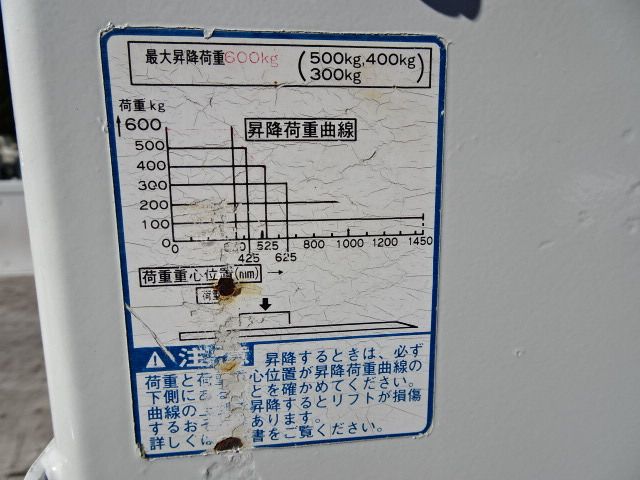 最大昇降荷重600kg (500kg,400kg 300kg)
荷重kg
昇降荷重曲線
600
500
400
300
200
100
0 425 525 625 800 1000 1200 1450
荷重重心位置(mm) →
⚠注
昇降するときは、必ず
荷重と荷 心位置が昇降荷重曲線の
下側にあ とを確かめてください。
曲線の 昇降するとリフトが損傷
するおそ あります。
詳しくは 書をご覧ください。